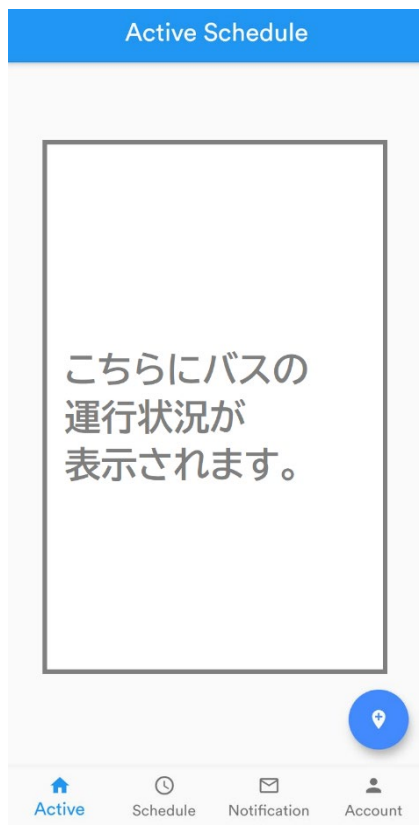 Active Schedule
こちらにバスの
運行状況が
表示されます。
Active
Schedule
Notification
Account